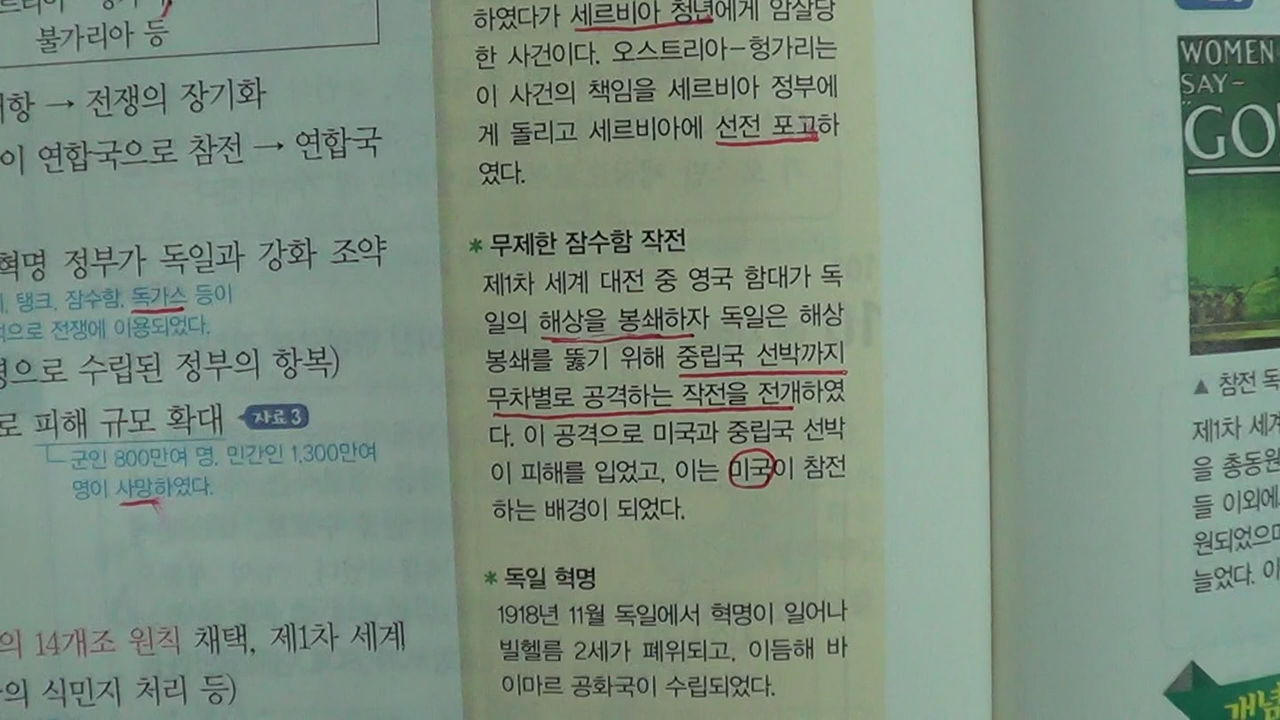 불가리아 등
전쟁의 장기화
이 연합국으로 참전 → 연합국
혁명 정부가 독일과 강화 조약
탱크, 잠수함, 독가스 등이
으로 전쟁에 이용되었다.
으로 수립된 정부의 항복)
로 피해 규모 확대 자료 3
군인 800만여 명, 민간인 1,300만여
명이 사망하였다.
의 14개조 원칙 채택, 제1차 세계
의 식민지 처리 등)
하였다가 세르비아 청년에게 암살당
한 사건이다. 오스트리아-헝가리는
이 사건의 책임을 세르비아 정부에
게 돌리고 세르비아에 선전 포고하
였다.
* 무제한 잠수함 작전
제1차 세계 대전 중 영국 함대가 독
일의 해상을 봉쇄하자 독일은 해상
봉쇄를 뚫기 위해 중립국 선박까지
무차별로 공격하는 작전을 전개하였
다. 이 공격으로 미국과 중립국 선박
이 피해를 입었고, 이는 미국이 참전
하는 배경이 되었다.
* 독일 혁명
1918년 11월 독일에서 혁명이 일어나
빌헬름 2세가 폐위되고, 이듬해 바
이마르 공화국이 수립되었다.
WOMEN
SAY-
"GO
▲ 참전 독
제1차 세계
을 총동원
들 이외에
원되었으며
늘었다. 이
개념